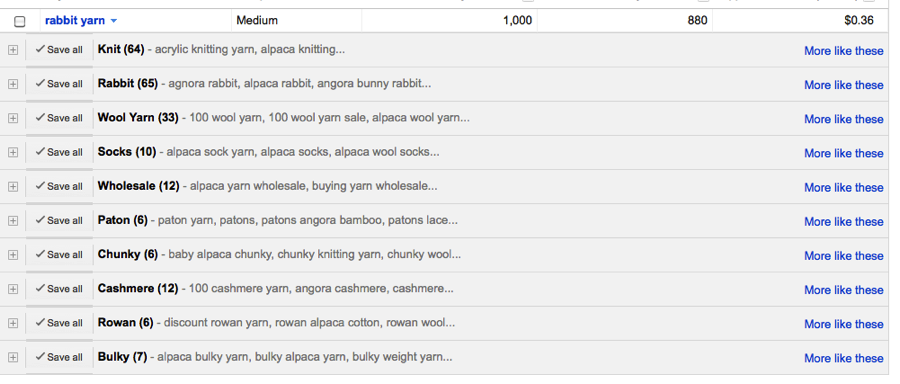 rabbit yarn Medium 1,000 880 $0.36
Save all Knit (64) - acrylic knitting yarn, alpaca knitting... More like these
Save all Rabbit (65) - agnora rabbit, alpaca rabbit, angora bunny rabbit... More like these
Save all Wool Yarn (33) - 100 wool yarn, 100 wool yarn sale, alpaca wool yarn... More like these
Save all Socks (10) - alpaca sock yarn, alpaca socks, alpaca wool socks... More like these
Save all Wholesale (12) - alpaca yarn wholesale, buying yarn wholesale... More like these
Save all Paton (6) - paton yarn, patons, patons angora bamboo, patons lace... More like these
Save all Chunky (6) - baby alpaca chunky, chunky knitting yarn, chunky wool... More like these
Save all Cashmere (12) - 100 cashmere yarn, angora cashmere, cashmere... More like these
Save all Rowan (6) - discount rowan yarn, rowan alpaca cotton, rowan wool... More like these
Save all Bulky (7) - alpaca bulky yarn, bulky alpaca yarn, bulky weight yarn... More like these